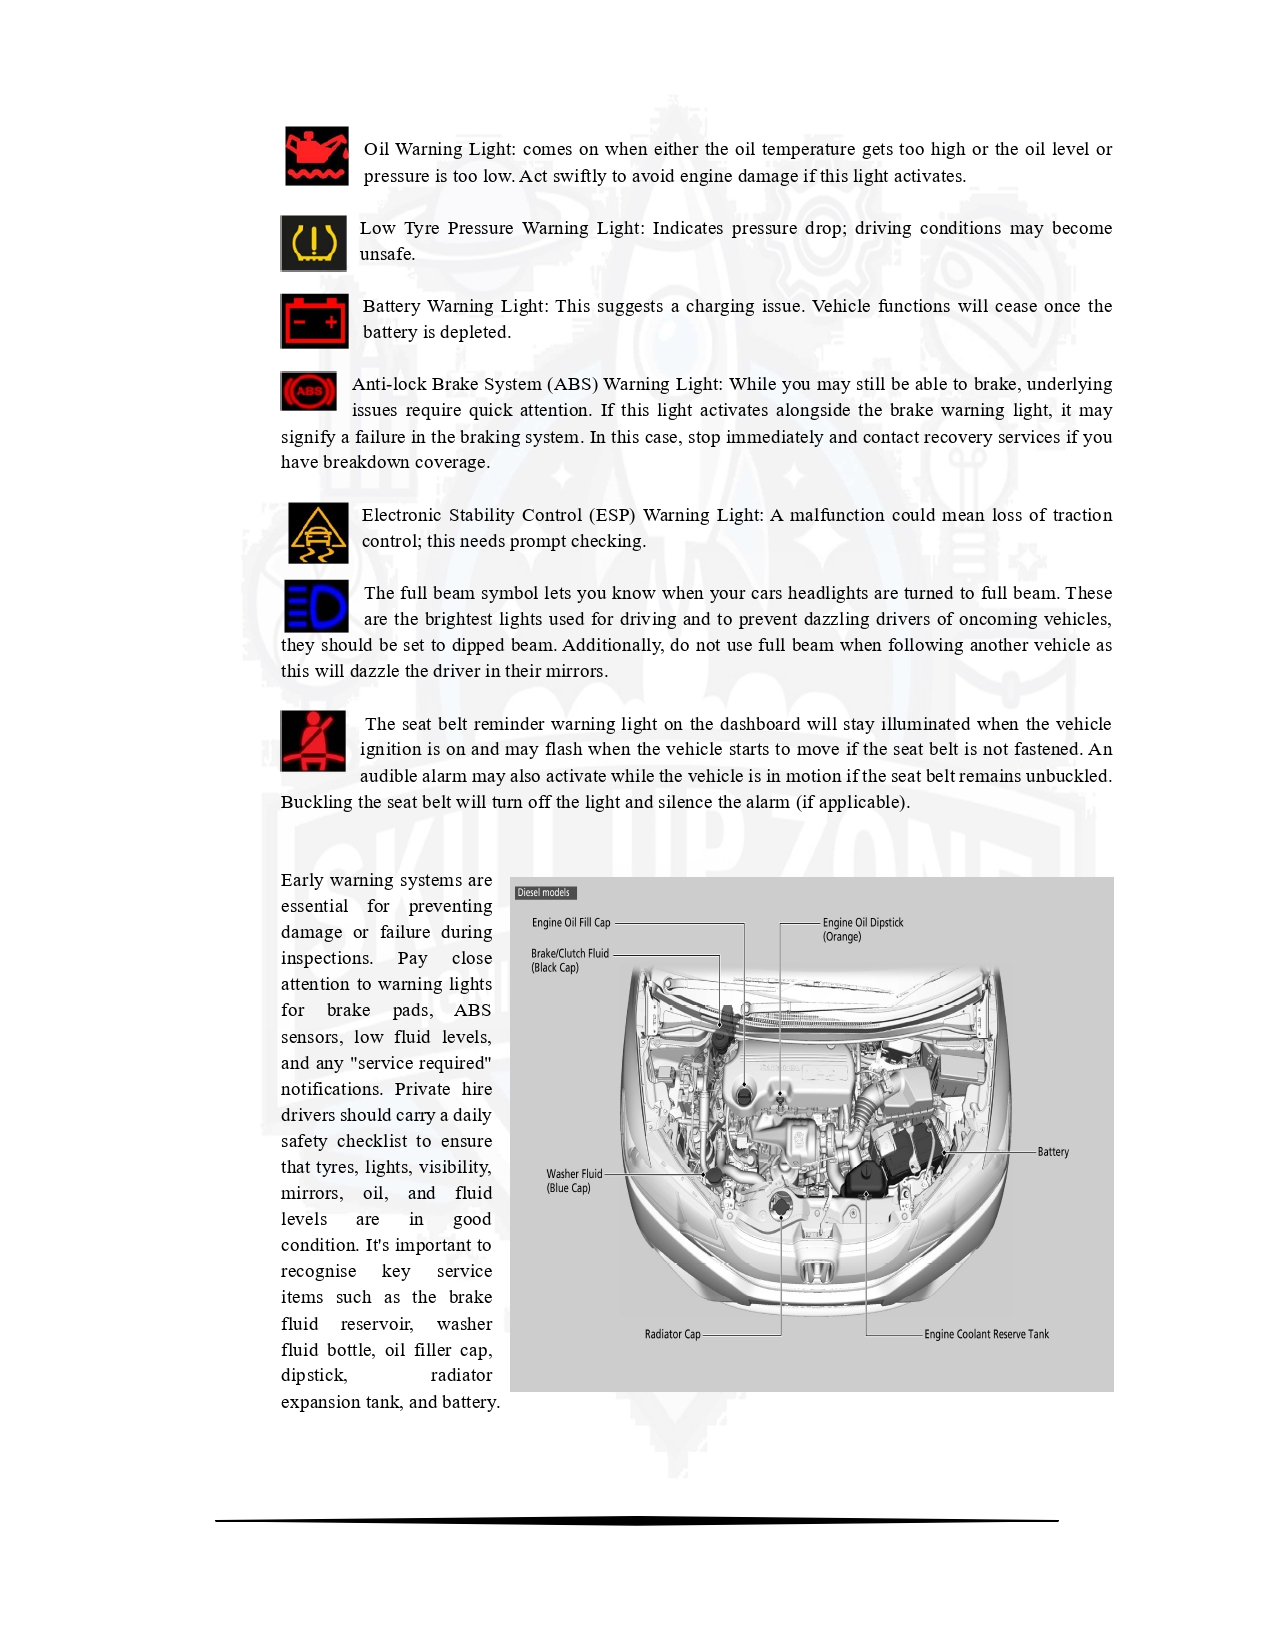 Oil Warning Light: comes on when either the oil temperature gets too high or the oil level or
pressure is too low. Act swiftly to avoid engine damage if this light activates.
Low Tyre Pressure Warning Light: Indicates pressure drop; driving conditions may become
unsafe.
Battery Warning Light: This suggests a charging issue. Vehicle functions will cease once the
battery is depleted.
ABS
Anti-lock Brake System (ABS) Warning Light: While you may still be able to brake, underlying
issues require quick attention. If this light activates alongside the brake warning light, it may
signify a failure in the braking system. In this case, stop immediately and contact recovery services if you
have breakdown coverage.
Electronic Stability Control (ESP) Warning Light: A malfunction could mean loss of traction
control; this needs prompt checking.
The full beam symbol lets you know when your cars headlights are turned to full beam. These
are the brightest lights used for driving and to prevent dazzling drivers of oncoming vehicles,
they should be set to dipped beam. Additionally, do not use full beam when following another vehicle as
this will dazzle the driver in their mirrors.
The seat belt reminder warning light on the dashboard will stay illuminated when the vehicle
ignition is on and may flash when the vehicle starts to move if the seat belt is not fastened. An
audible alarm may also activate while the vehicle is in motion if the seat belt remains unbuckled.
Buckling the seat belt will turn off the light and silence the alarm (if applicable).
SKILL UP ZONE
Early warning systems are
essential for preventing
damage or failure during
inspections. Pay close
attention to warning lights
for brake pads, ABS
sensors, low fluid levels,
and any "service required"
notifications. Private hire
drivers should carry a daily
safety checklist to ensure
that tyres, lights, visibility,
mirrors, oil, and fluid
levels are in good
condition. It's important to
recognise key service
items such as the brake
fluid reservoir, washer
fluid bottle, oil filler cap,
dipstick, radiator
expansion tank, and battery.
Diesel models
Engine Oil Fill Cap
Engine Oil Dipstick
(Orange)
Brake/Clutch Fluid
(Black Cap)
Battery
Washer Fluid
(Blue Cap)
Radiator Cap
Engine Coolant Reserve Tank